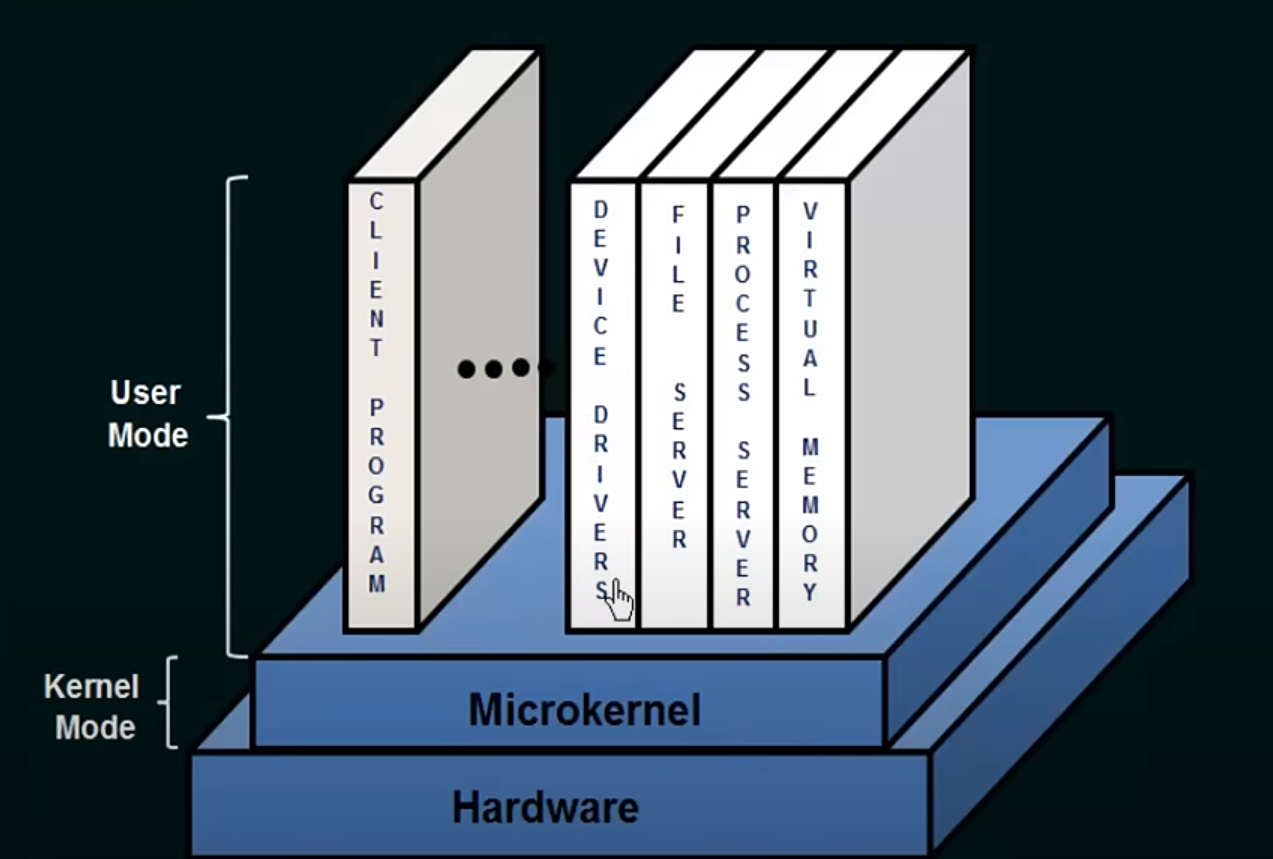 CLIENT PROGRAM
DEVICE DRIVERS
FILE SERVER
PROCESS SERVER
VIRTUAL MEMORY
User
Mode
Kernel
Mode
Microkernel
Hardware